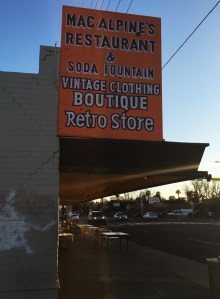 MAC ALPINE'S
RESTAURANT
&
SODA FOUNTAIN
VINTAGE CLOTHING
BOUTIQUE
Retro Store